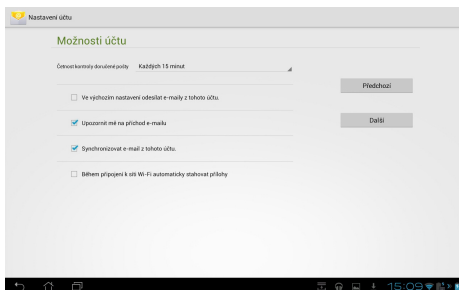 Nastavení účtu
Možnosti účtu
Četnost kontroly doručené pošty Každých 15 minut
Předchozí
Ve výchozím nastavení odesílat e-maily z tohoto účtu.
Upozornit mě na příchod e-mailu
Další
Synchronizovat e-mail z tohoto účtu.
Během připojení k síti Wi-Fi automaticky stahovat přílohy
15:09